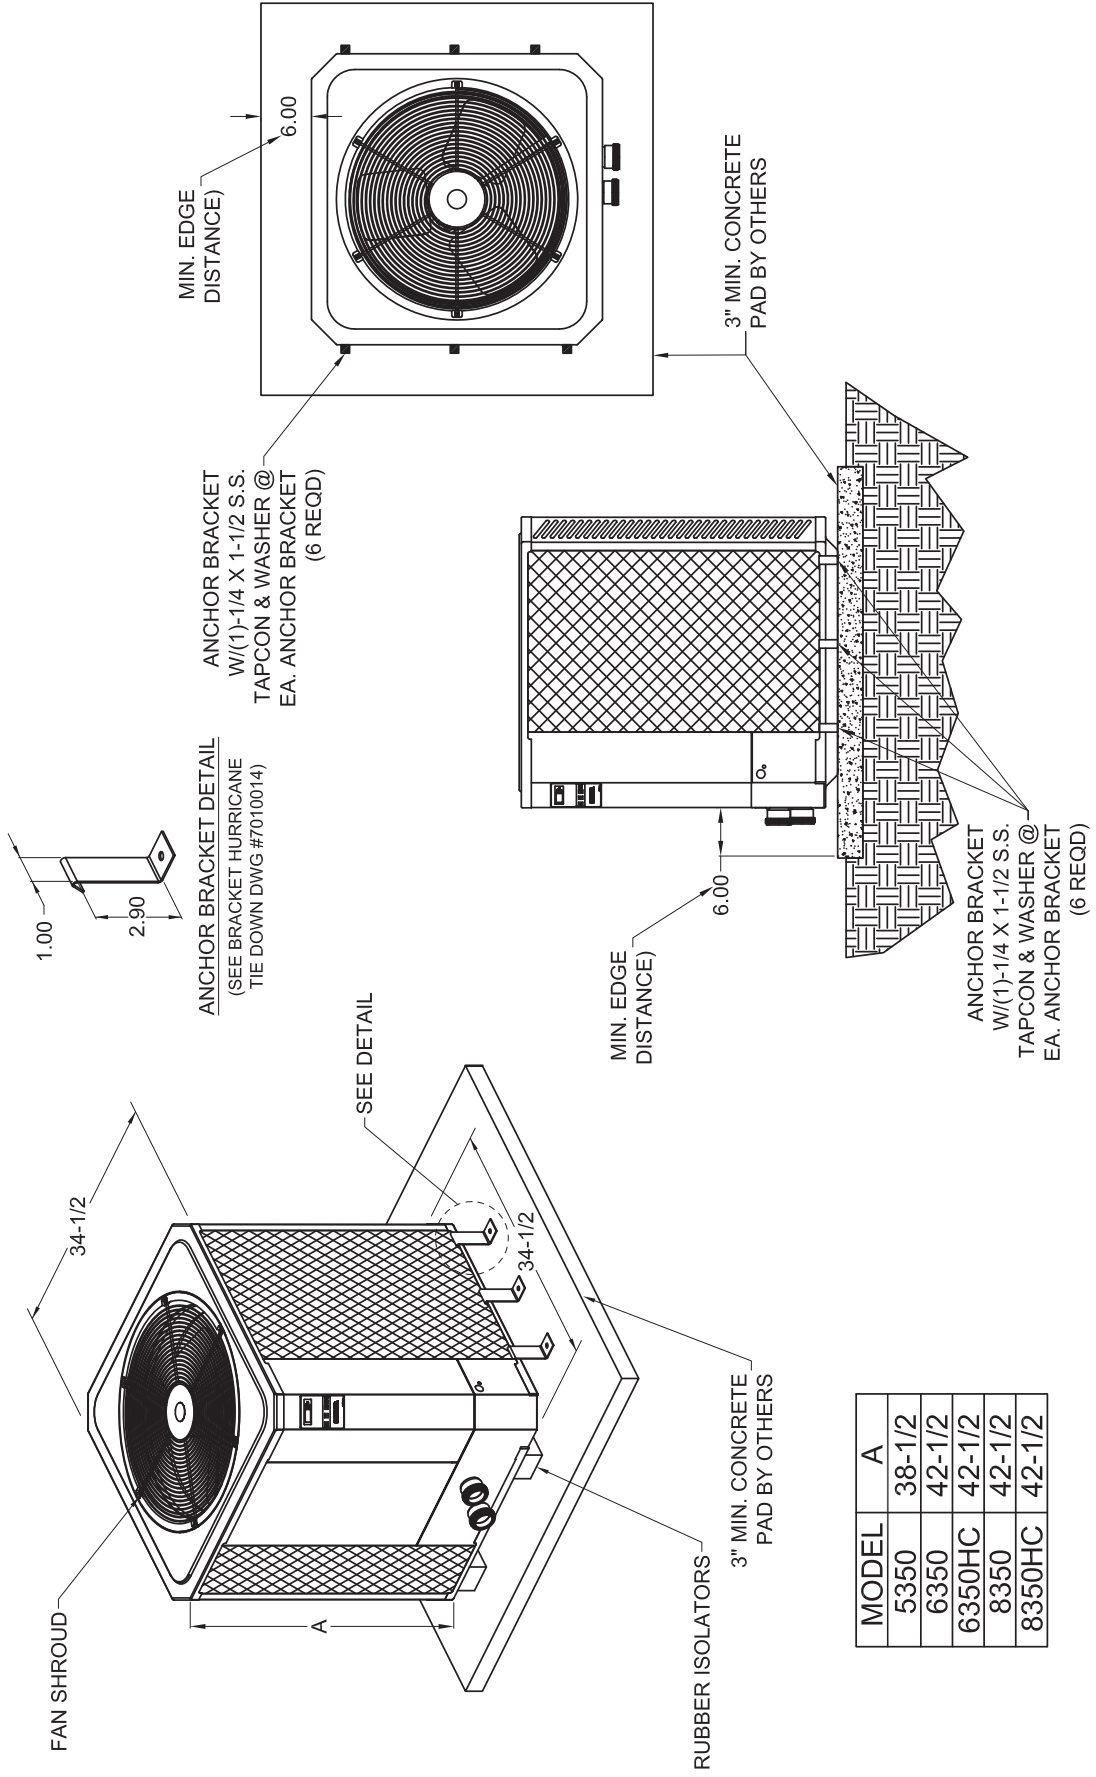 FAN SHROUD
34-1/2
A
SEE DETAIL
34-1/2
RUBBER ISOLATORS
3" MIN. CONCRETE
PAD BY OTHERS
1.00
2.90
ANCHOR BRACKET DETAIL
(SEE BRACKET HURRICANE
TIE DOWN DWG #7010014)
ANCHOR BRACKET
W/(1)-1/4 X 1-1/2 S.S.
TAPCON & WASHER @
EA. ANCHOR BRACKET
(6 REQD)
MIN. EDGE
DISTANCE)
6.00
3" MIN. CONCRETE
PAD BY OTHERS
MIN. EDGE
DISTANCE)
6.00
ANCHOR BRACKET
W/(1)-1/4 X 1-1/2 S.S.
TAPCON & WASHER @
EA. ANCHOR BRACKET
(6 REQD)
MODEL A
5350 38-1/2
6350 42-1/2
6350HC 42-1/2
8350 42-1/2
8350HC 42-1/2